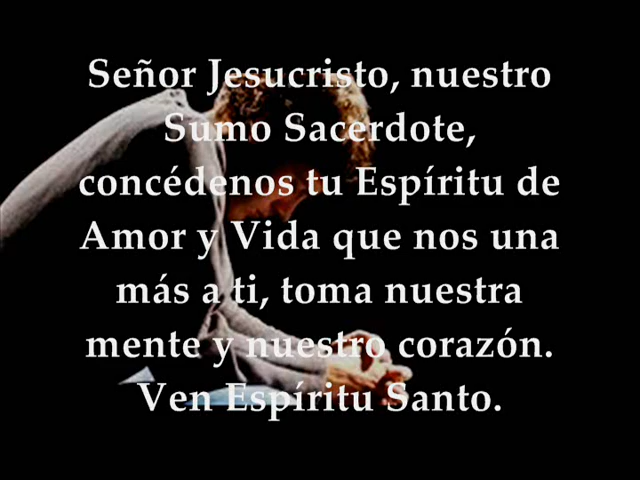 Señor Jesucristo, nuestro
Sumo Sacerdote,
concédenos tu Espíritu de
Amor y Vida que nos una
más a ti, toma nuestra
mente y nuestro corazón.
Ven Espíritu Santo.